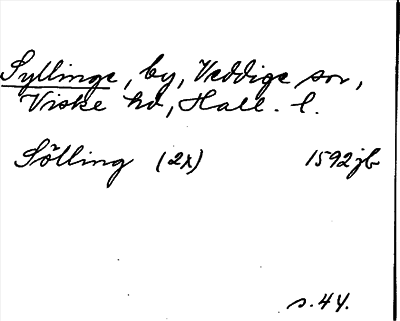 Syllinge, by, Veddige sn,
Viske hd, Hall. l.
Sölling (2x) 1592 jb
s. 44.